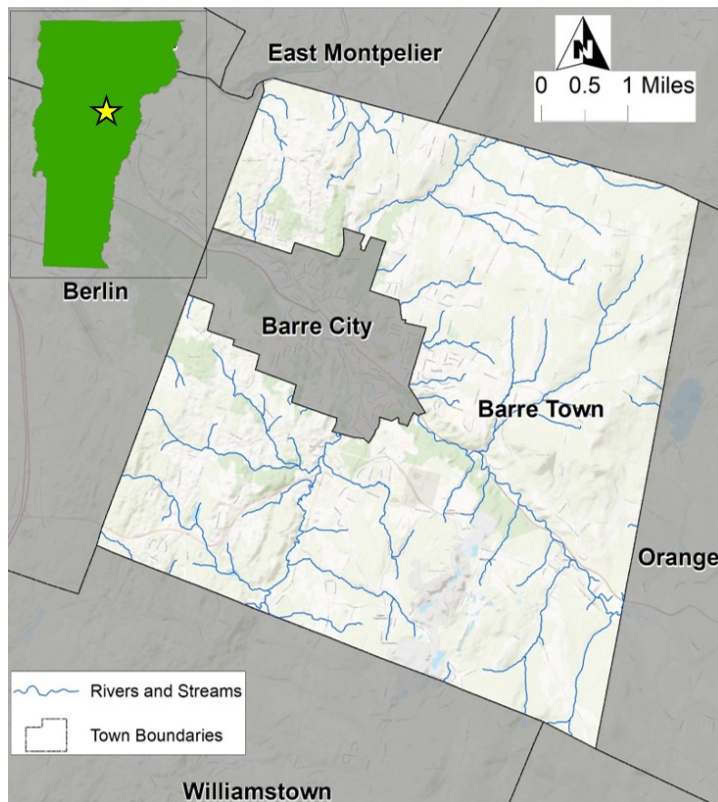 East Montpelier
N
0 0.5 1 Miles
Berlin
Barre City
Barre Town
Orange
Rivers and Streams
Town Boundaries
Williamstown